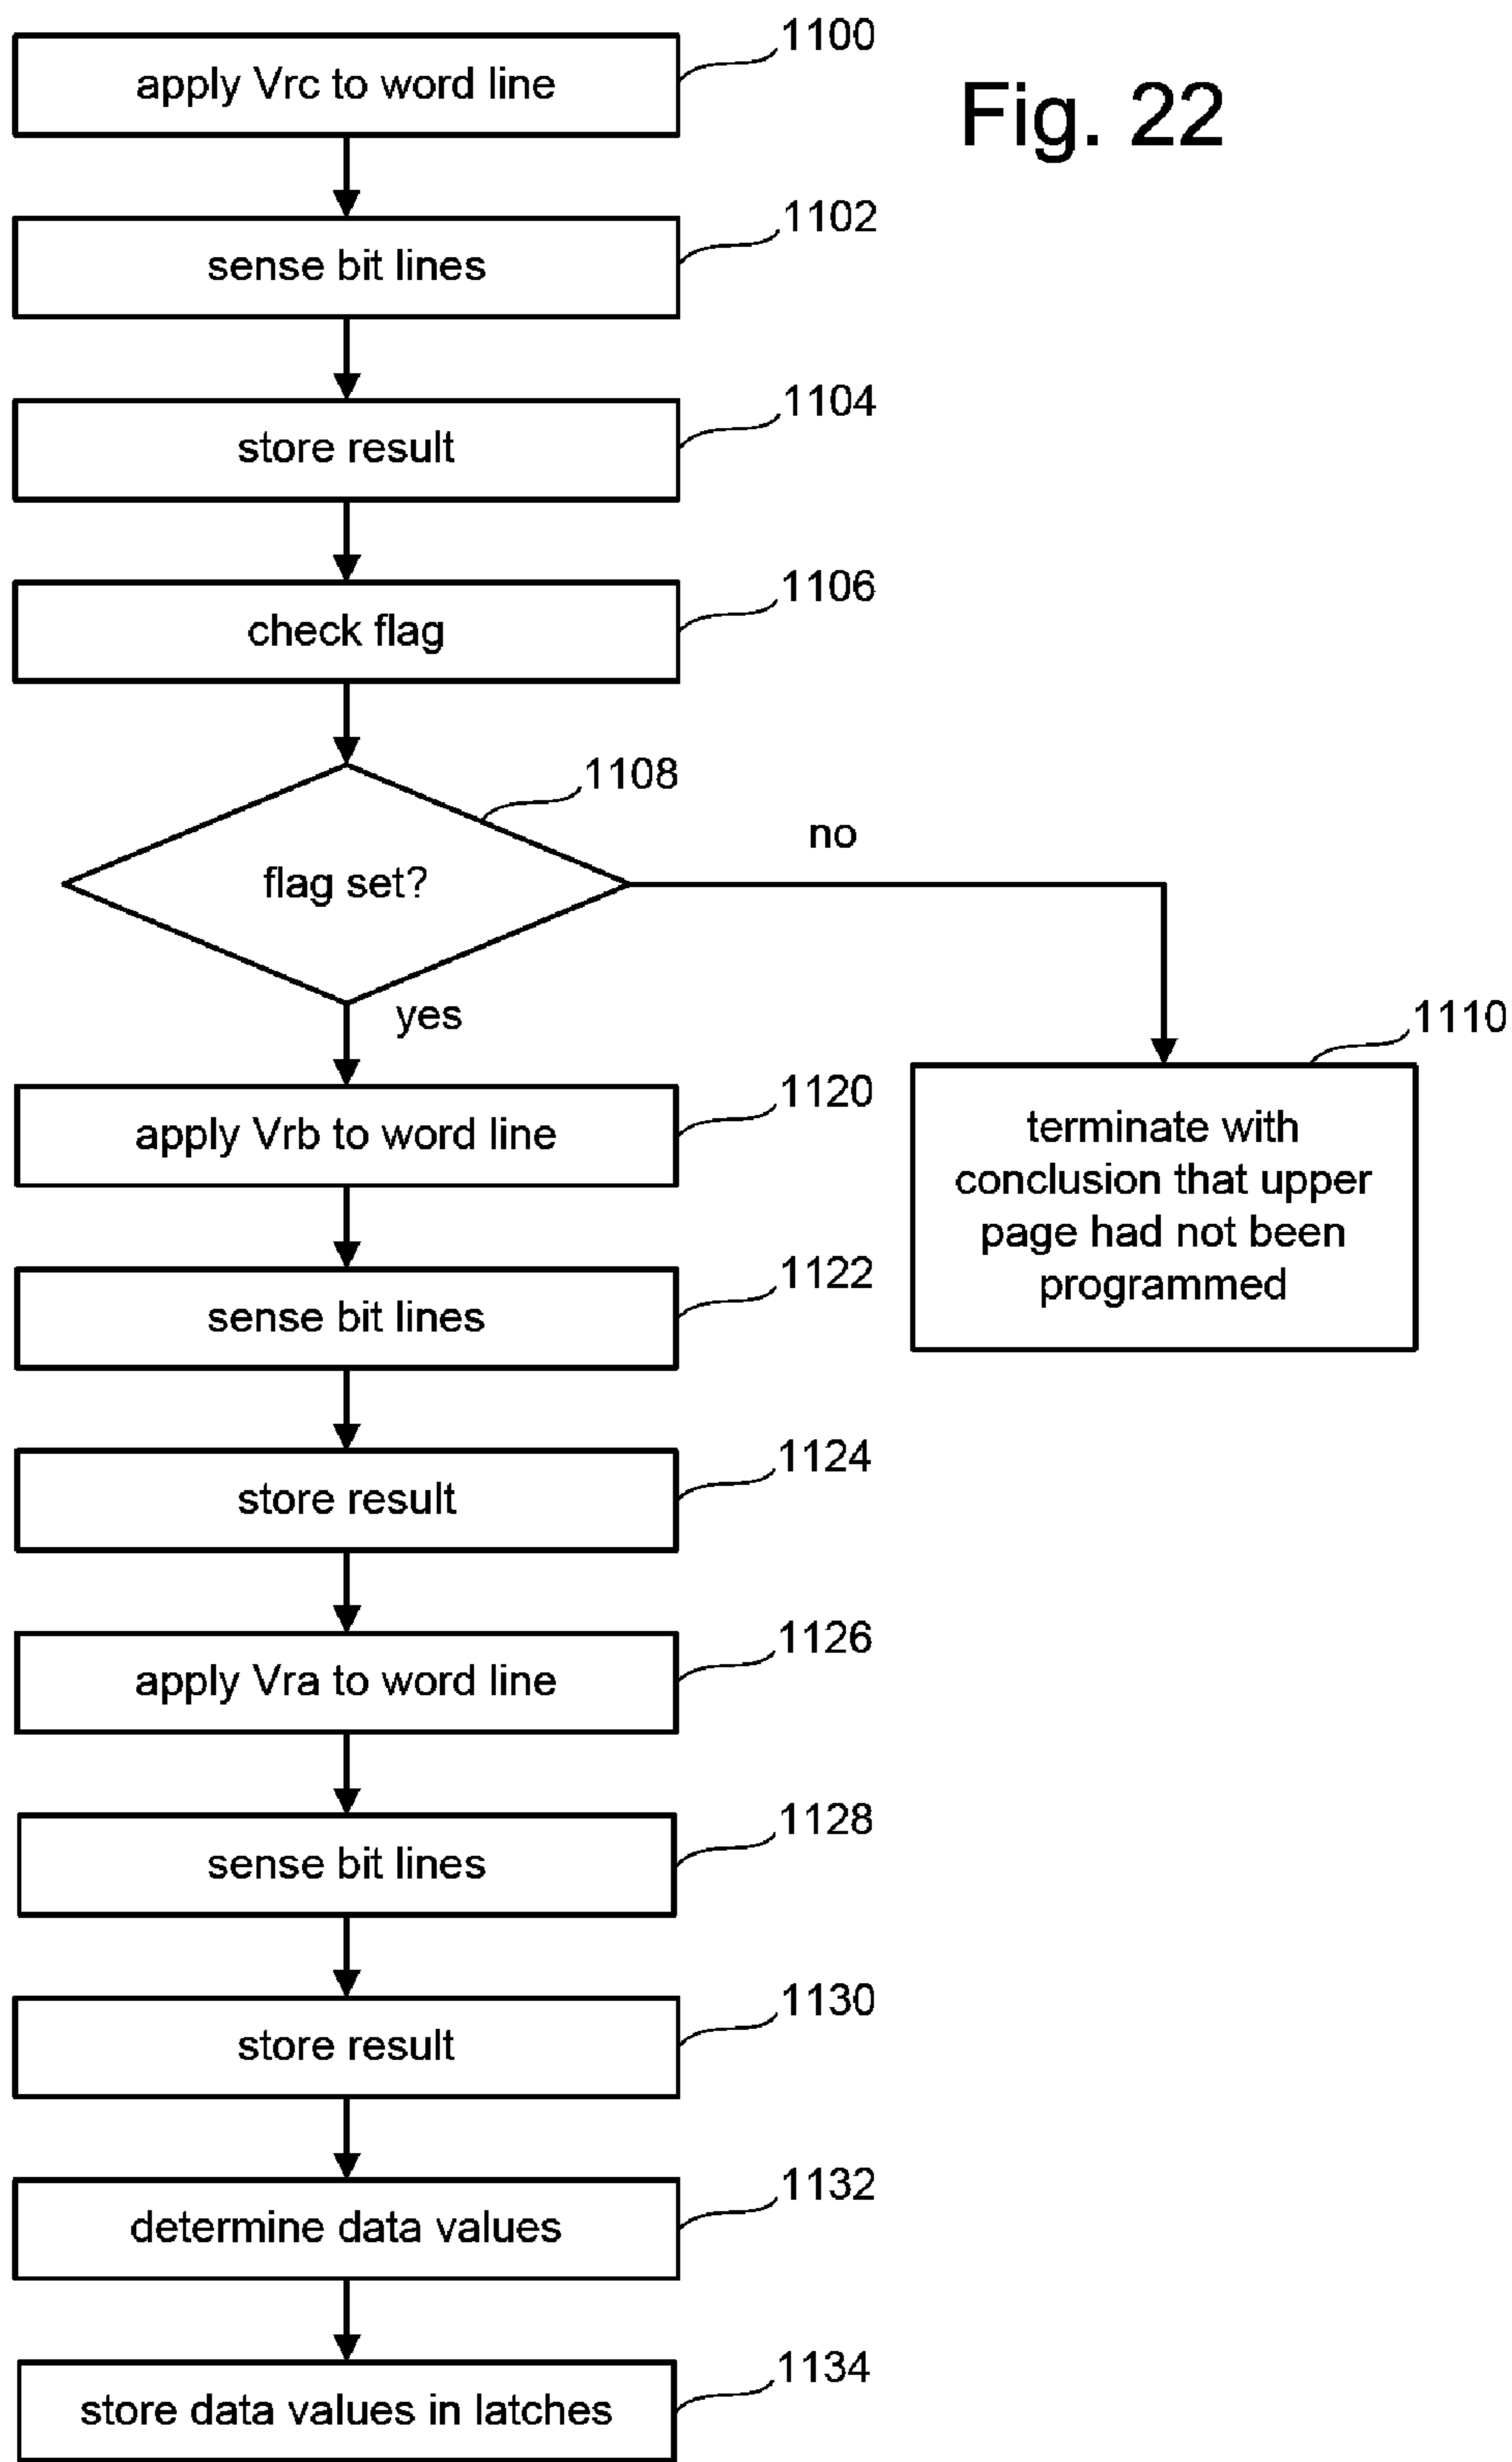 1100
apply Vrc to word line
Fig. 22
1102
sense bit lines
1104
store result
1106
check flag
1108
flag set?
no
yes
1110
terminate with
conclusion that upper
page had not been
programmed
1120
apply Vrb to word line
1122
sense bit lines
1124
store result
1126
apply Vra to word line
1128
sense bit lines
1130
store result
1132
determine data values
1134
store data values in latches